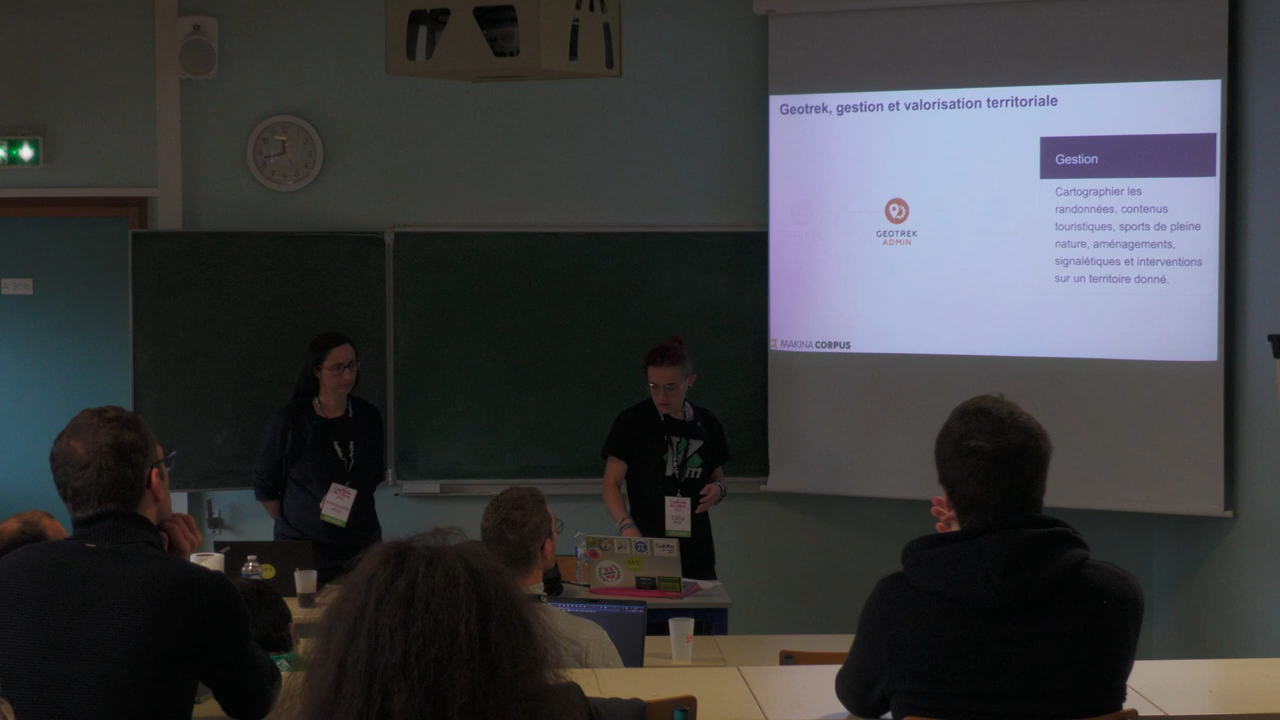 Geotrek, gestion et valorisation territoriale
Gestion
Cartographier les
randonnées, contenus
touristiques, sports de pleine
nature, aménagements,
signalétiques et interventions
sur un territoire donné.
GEOTREK
ADMIN
MAKINA CORPUS